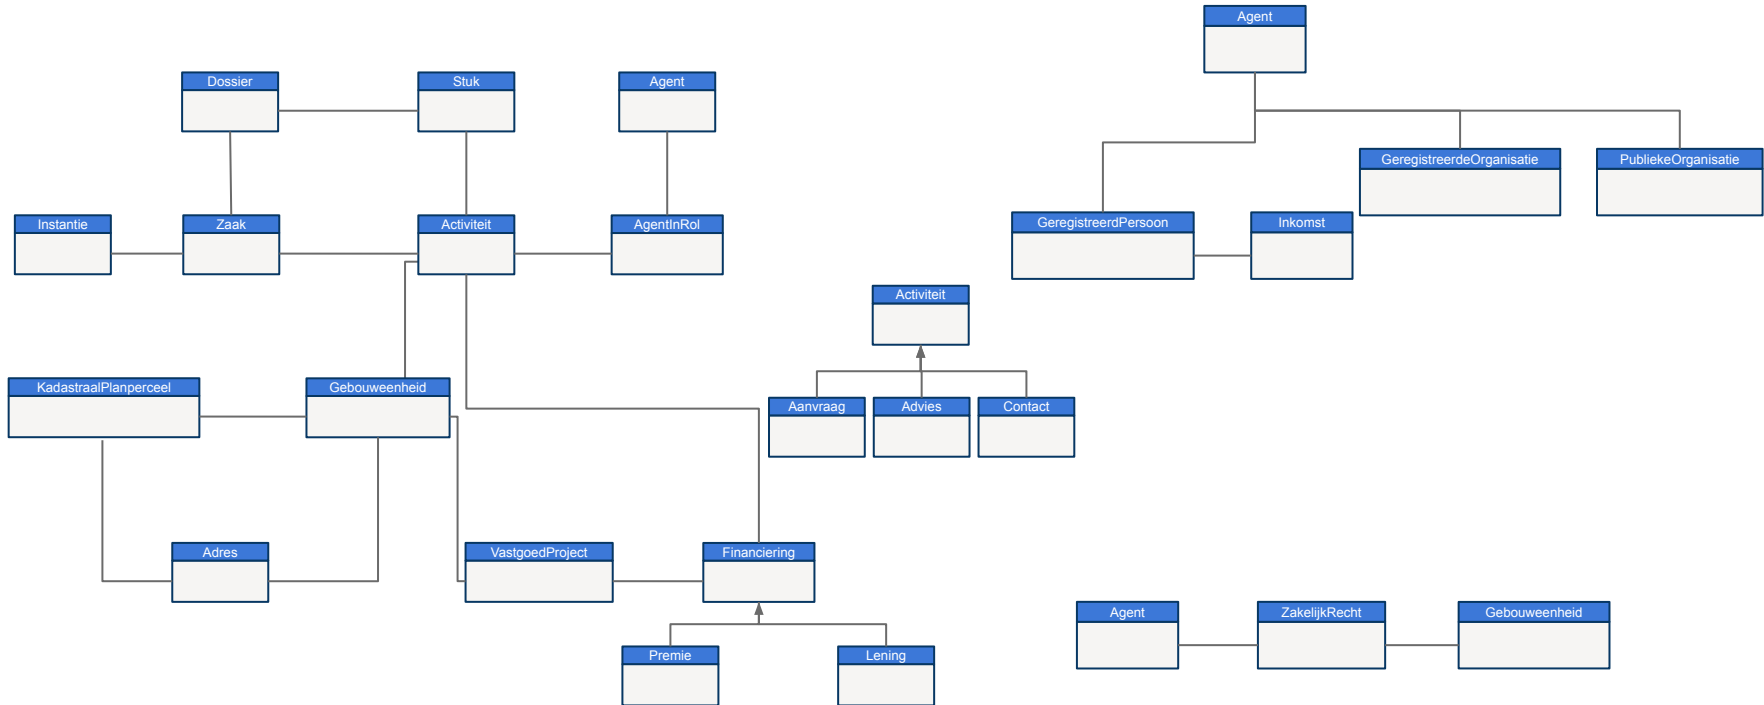 Agent
Dossier
Stuk
Agent
GeregistreerdeOrganisatie
PubliekeOrganisatie
Instantie
Zaak
Activiteit
AgentInRol
GeregistreerdPersoon
Inkomst
Activiteit
KadastraalPlanperceel
Gebouweenheid
Aanvraag
Advies
Contact
Adres
VastgoedProject
Financiering
Agent
ZakelijkRecht
Gebouweenheid
Premie
Lening